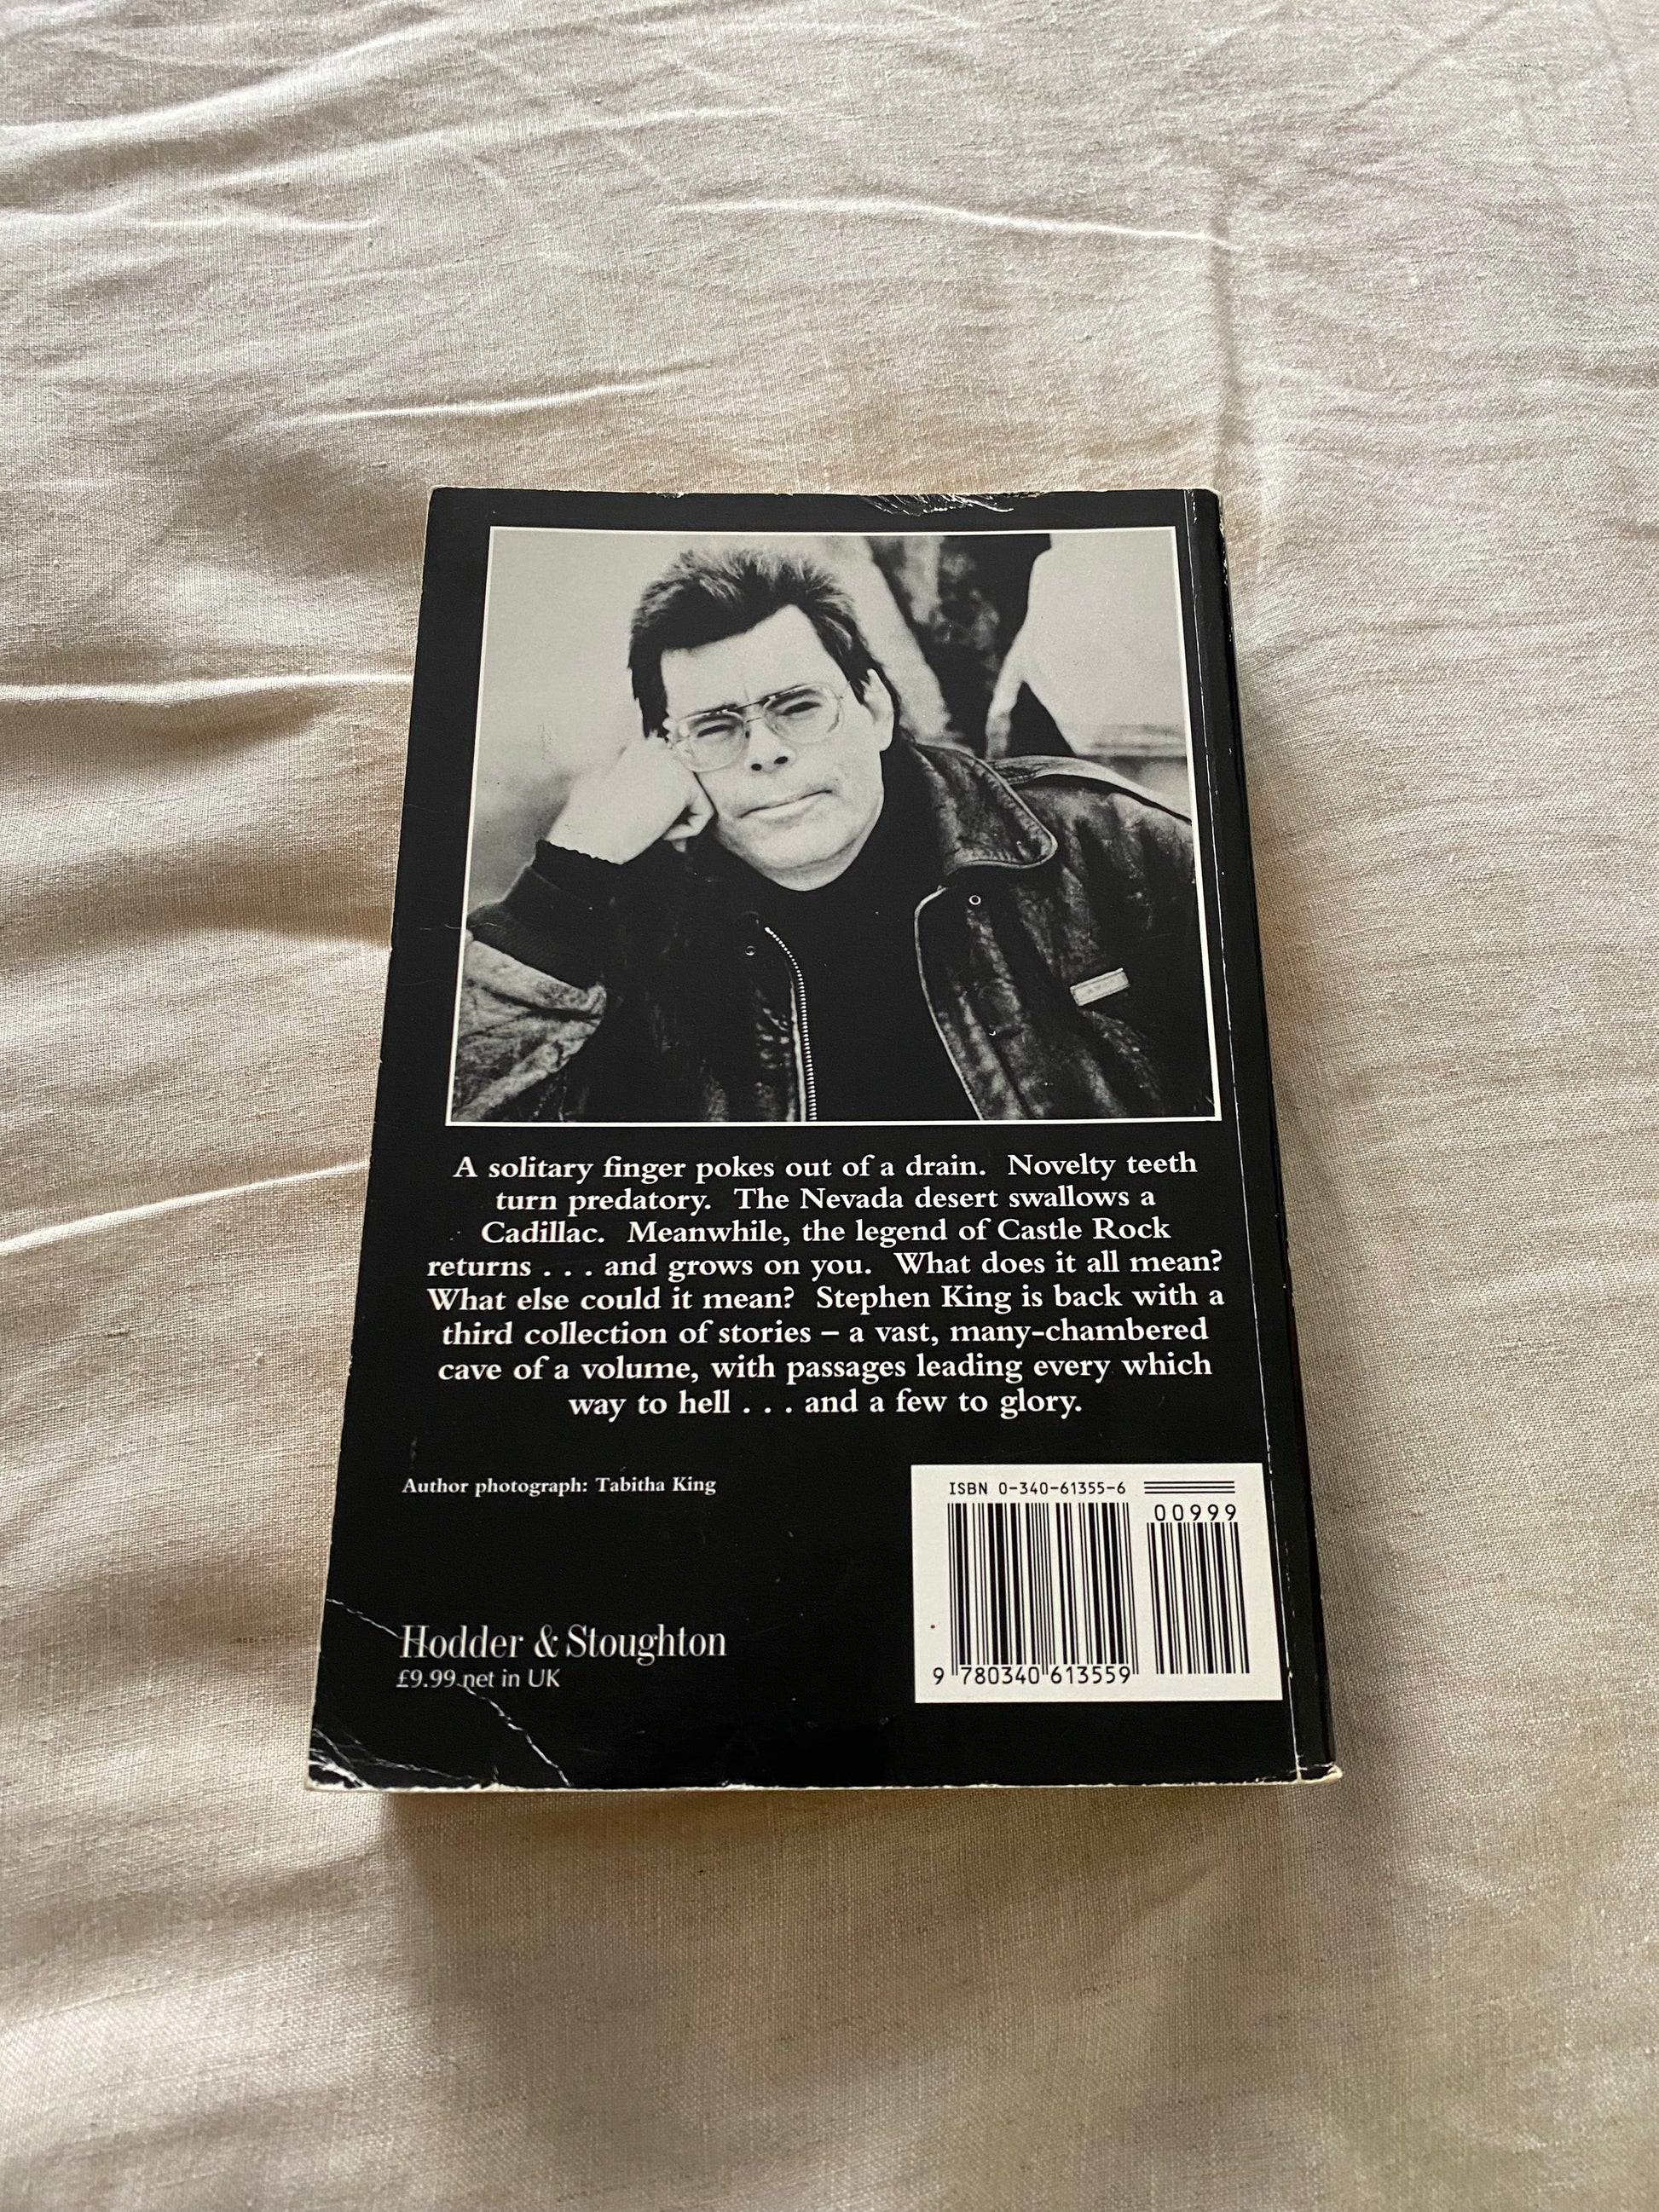 A solitary finger pokes out of a drain. Novelty teeth
turn predatory. The Nevada desert swallows a
Cadillac. Meanwhile, the legend of Castle Rock
returns . . . and grows on you. What does it all mean?
What else could it mean? Stephen King is back with a
third collection of stories – a vast, many-chambered
cave of a volume, with passages leading every which
way to hell . . . and a few to glory.
Author photograph: Tabitha King
ISBN 0-340-61355-6
00999
9 780340 613559
Hodder & Stoughton
£9.99 net in UK